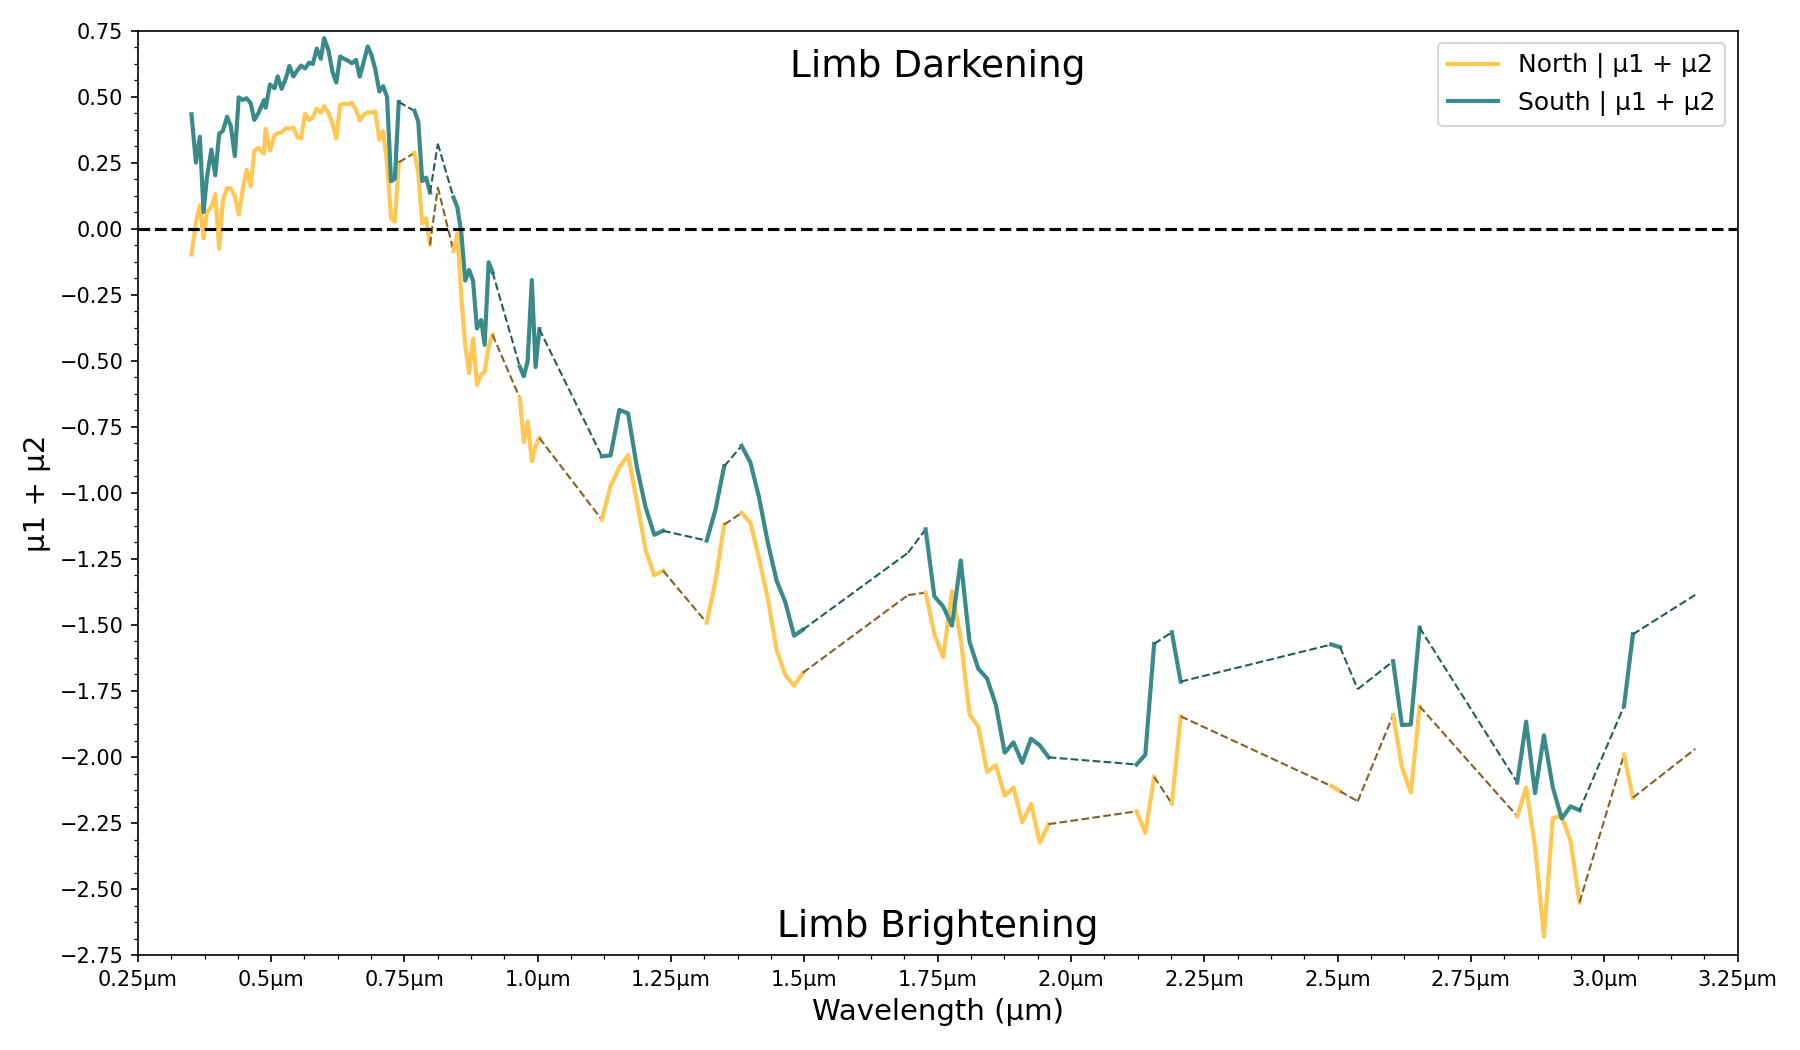 Limb Darkening
North | µ1 + µ2
South | µ1 + µ2
0.75
0.50
0.25
0.00
−0.25
−0.50
−0.75
−1.00
−1.25
−1.50
−1.75
−2.00
−2.25
−2.50
−2.75
µ1 + µ2
Limb Brightening
0.25µm 0.5µm 0.75µm 1.0µm 1.25µm 1.5µm 1.75µm 2.0µm 2.25µm 2.5µm 2.75µm 3.0µm 3.25µm
Wavelength (µm)